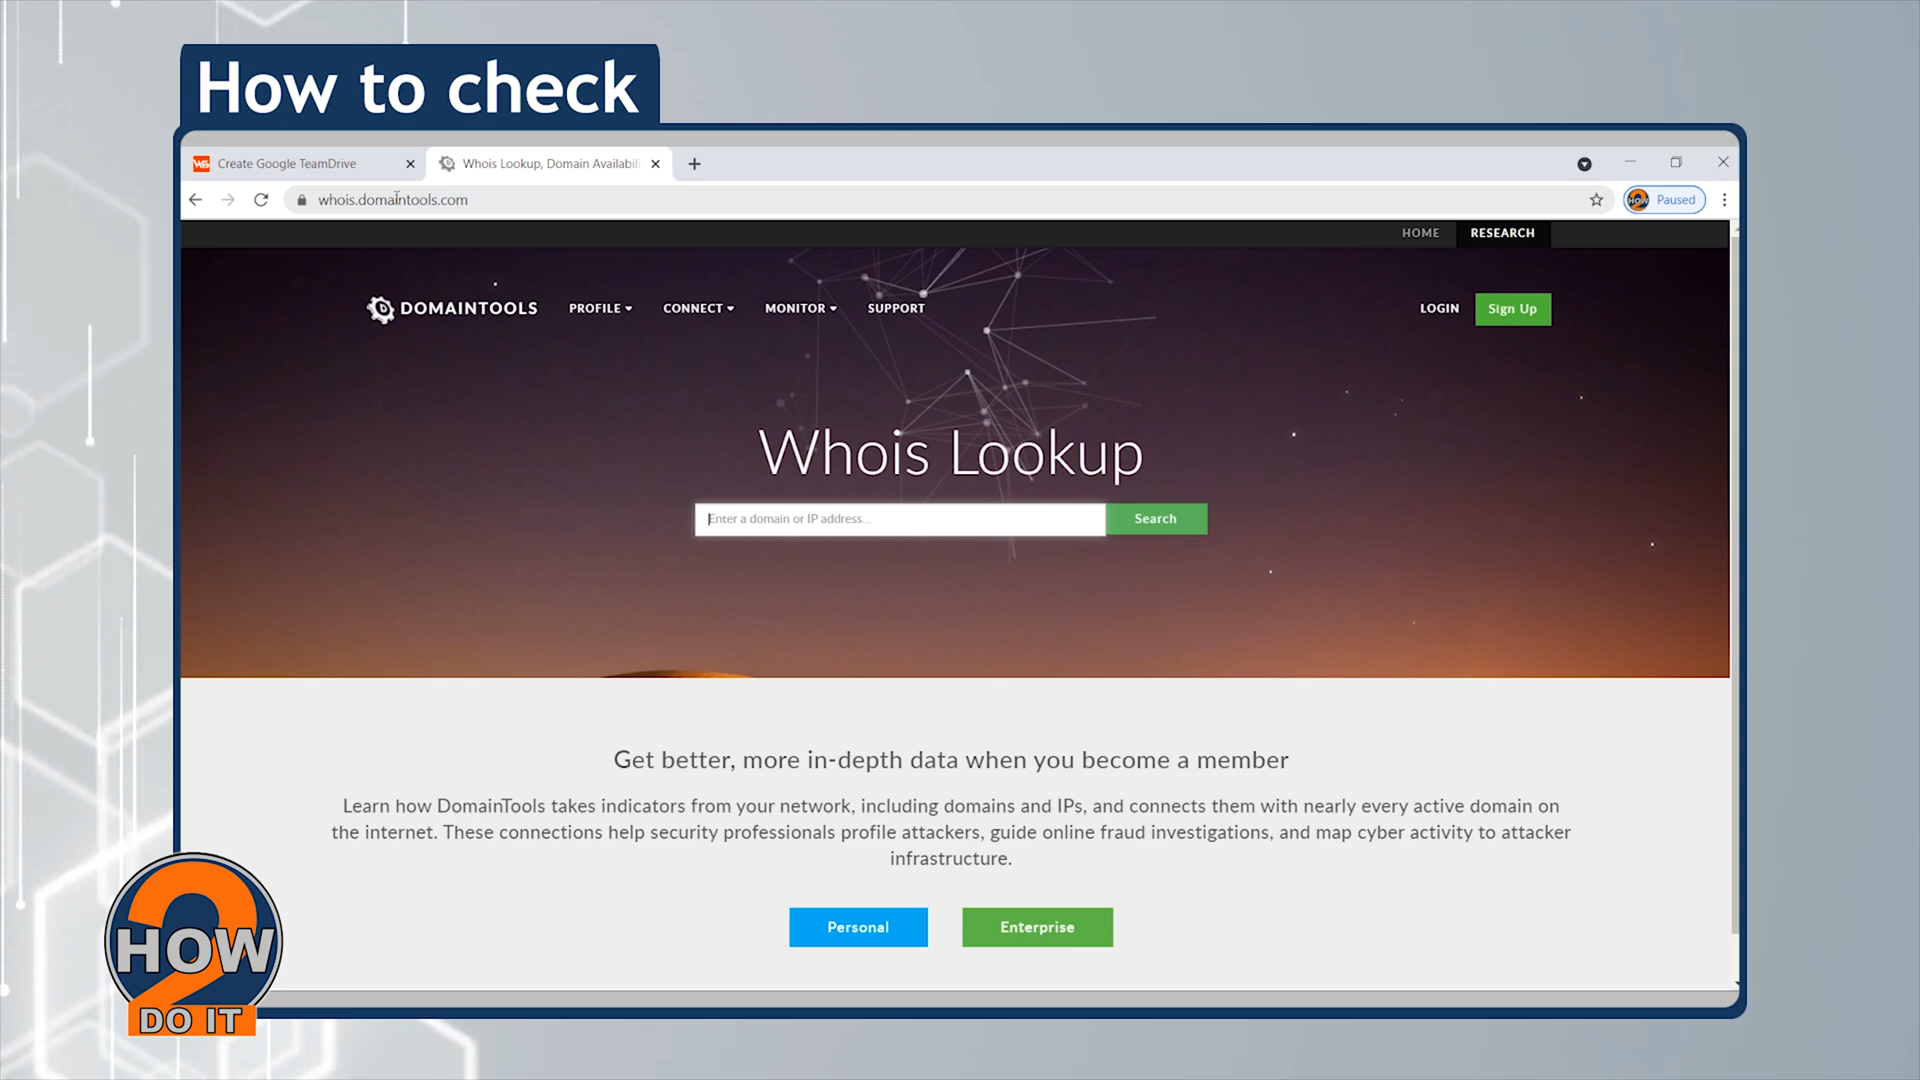 How to check
Create Google TeamDrive
Whois Lookup, Domain Availabili
whois.domaintools.com
HOW
Paused
HOME
RESEARCH
DOMAINTOOLS
PROFILE
CONNECT
MONITOR
SUPPORT
LOGIN
Sign Up
Whois Lookup
Enter a domain or IP address...
Search
Get better, more in-depth data when you become a member
Learn how DomainTools takes indicators from your network, including domains and IPs, and connects them with nearly every active domain on
the internet. These connections help security professionals profile attackers, guide online fraud investigations, and map cyber activity to attacker
infrastructure.
Personal
Enterprise
2
HOW
DO IT